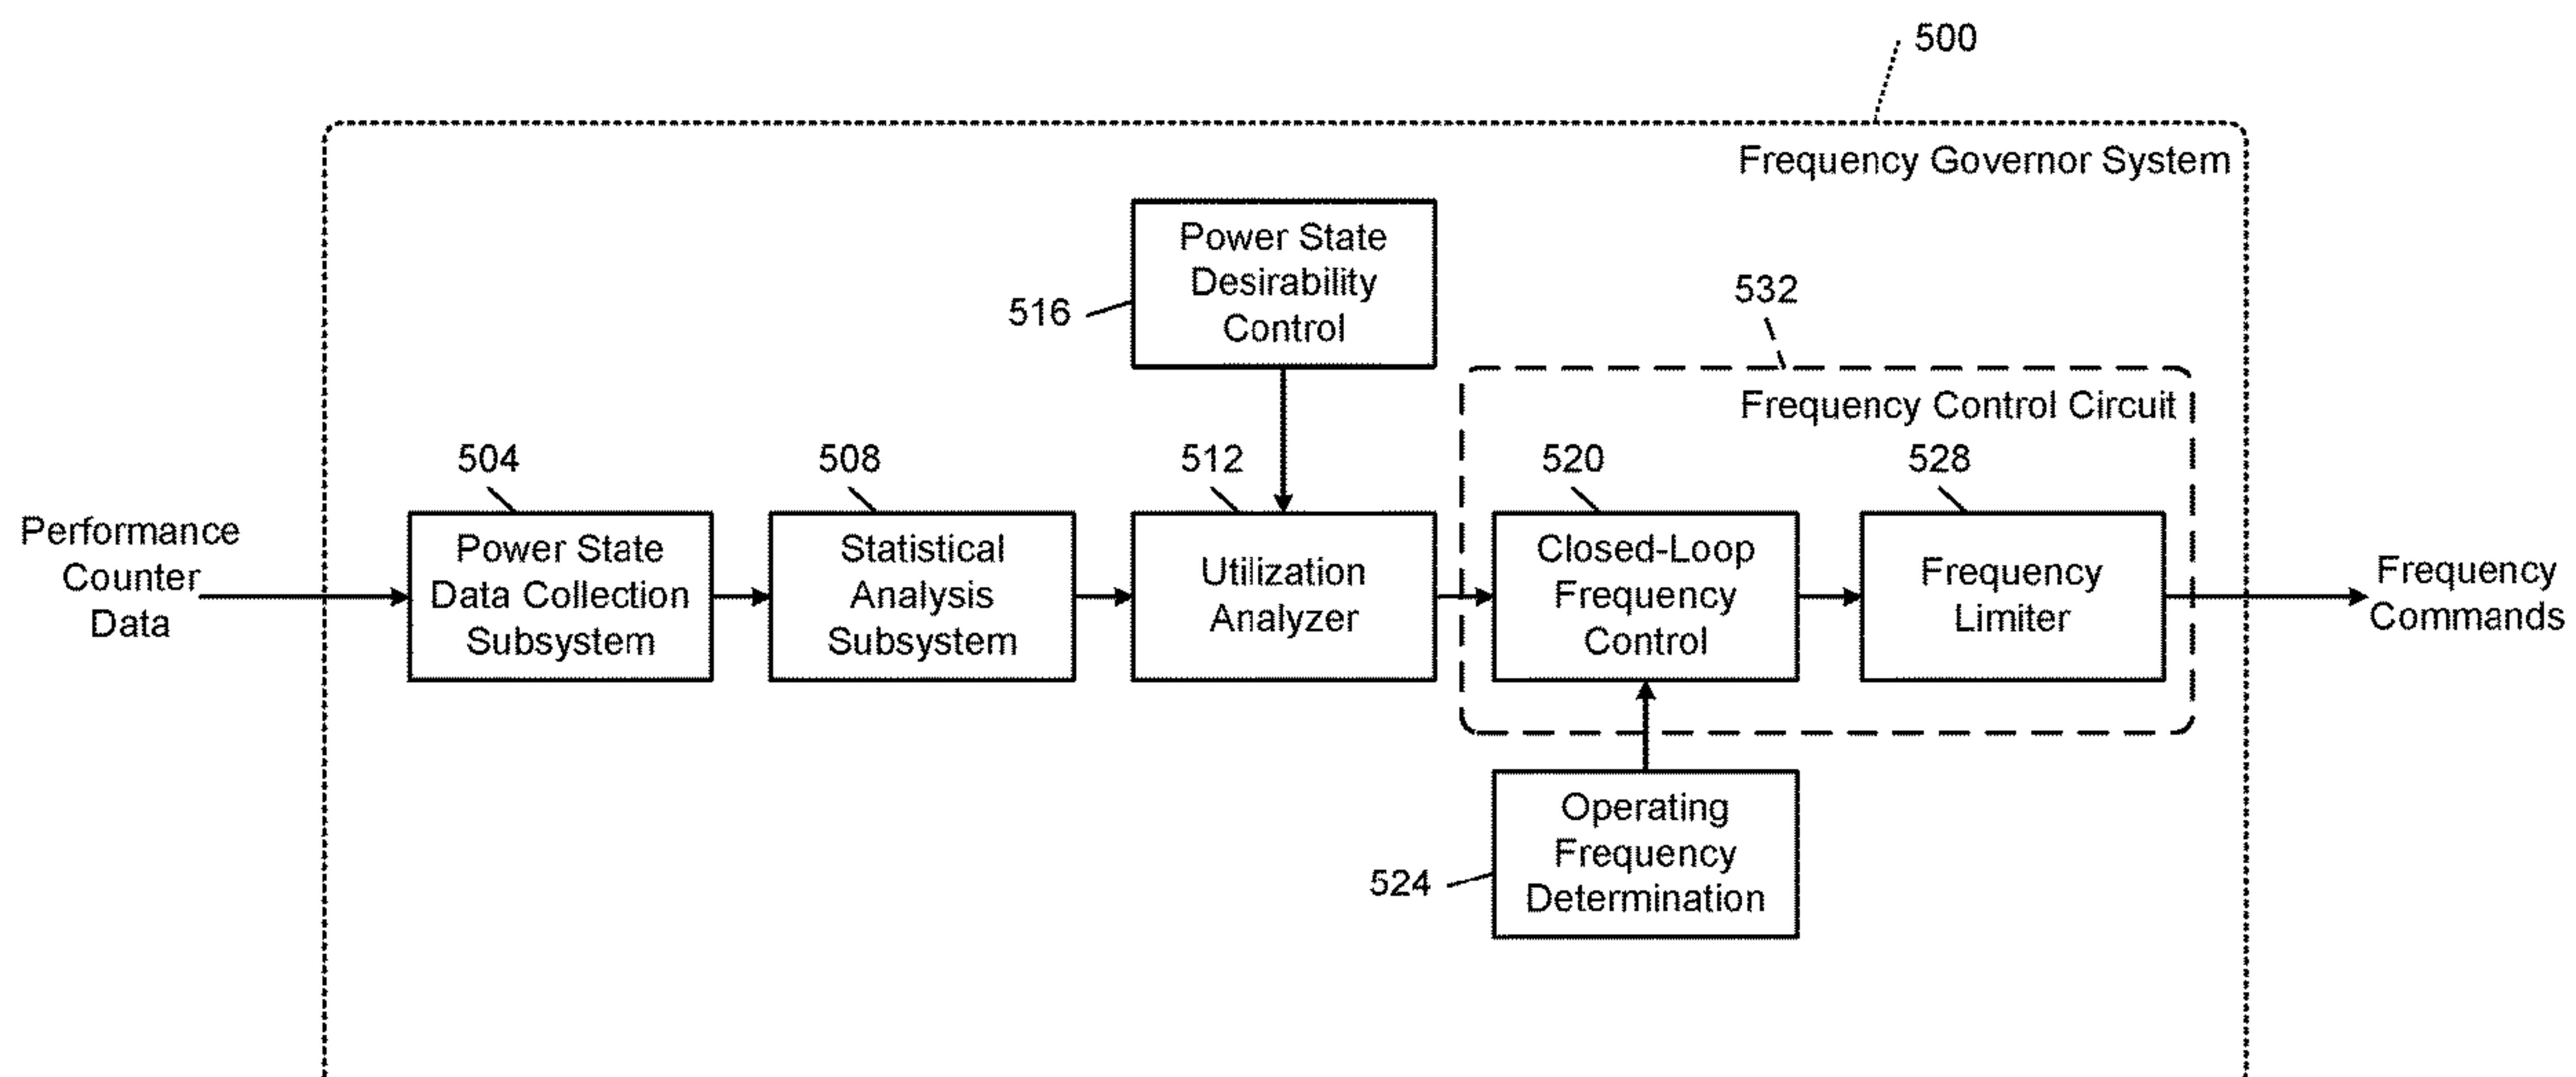 500
Frequency Governor System
Power State
Desirability
Control
516
532
Frequency Control Circuit
504
508
512
520
528
Performance
Counter
Data
Power State
Data Collection
Subsystem
Statistical
Analysis
Subsystem
Utilization
Analyzer
Closed-Loop
Frequency
Control
Frequency
Limiter
Frequency
Commands
Operating
Frequency
Determination
524